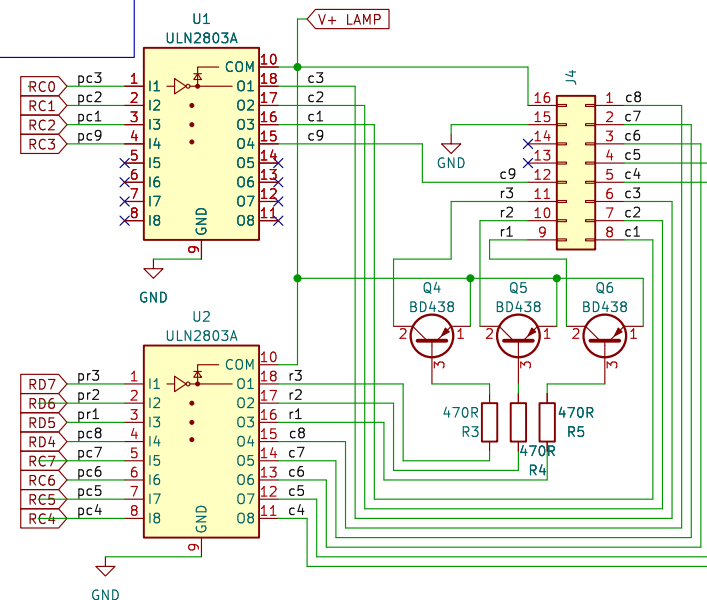 V+ LAMP
U1
ULN2803A
RC0 pc3 1 I1 COM 10
RC1 pc2 2 I2 O1 18 c3
RC2 pc1 3 I3 O2 17 c2
RC3 pc9 4 I4 O3 16 c1
5 I5 O4 15 c9
6 I6 O5 14
7 I7 O6 13
8 I8 O7 12
O8 11
GND
9
GND
J4
16 1 c8
15 2 c7
14 3 c6
13 4 c5
c9 12 5 c4
r3 11 6 c3
r2 10 7 c2
r1 9 8 c1
GND
Q4
BD438
2 1
3
Q5
BD438
2 1
3
Q6
BD438
2 1
3
470R
R3
470R
R4
470R
R5
U2
ULN2803A
RD7 pr3 1 I1 COM 10
RD6 pr2 2 I2 O1 18 r3
RD5 pr1 3 I3 O2 17 r2
RD4 pc8 4 I4 O3 16 r1
RC7 pc7 5 I5 O4 15 c8
RC6 pc6 6 I6 O5 14 c7
RC5 pc5 7 I7 O6 13 c6
RC4 pc4 8 I8 O7 12 c5
O8 11 c4
GND
9
GND